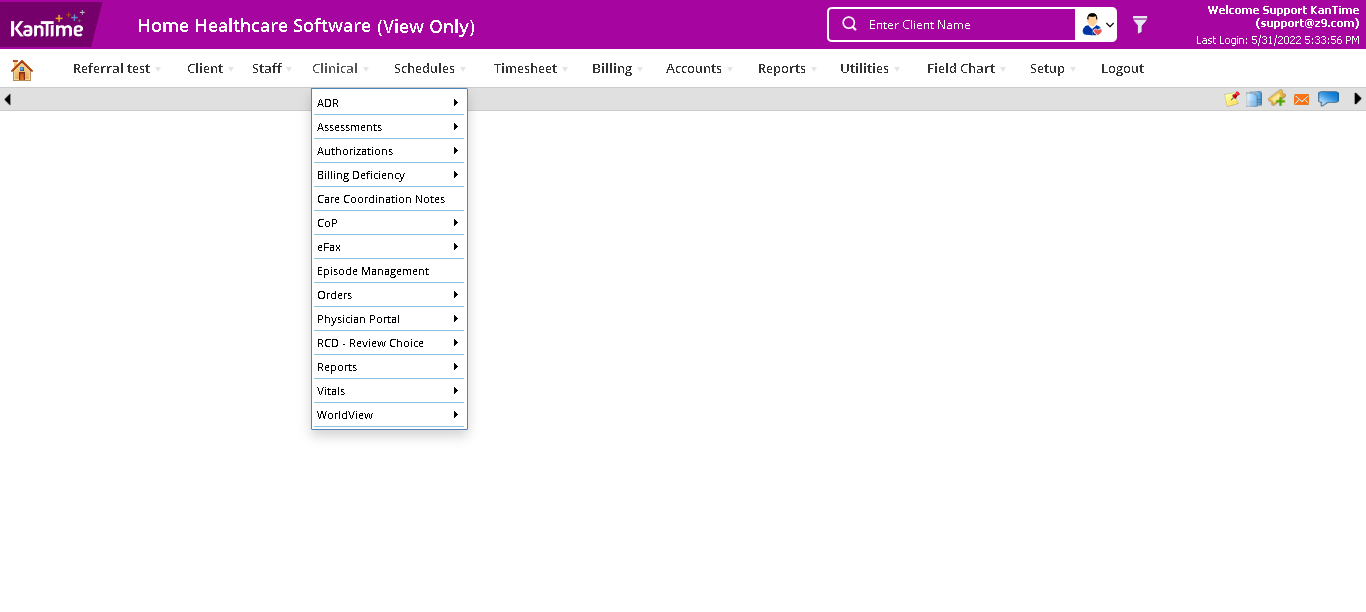 KanTime
Home Healthcare Software (View Only)
Enter Client Name
Welcome Support KanTime
(support@z9.com)
Last Login: 5/31/2022 5:33:56 PM
Referral test Client Staff Clinical Schedules Timesheet Billing Accounts Reports Utilities Field Chart Setup Logout
ADR
Assessments
Authorizations
Billing Deficiency
Care Coordination Notes
CoP
eFax
Episode Management
Orders
Physician Portal
RCD - Review Choice
Reports
Vitals
WorldView